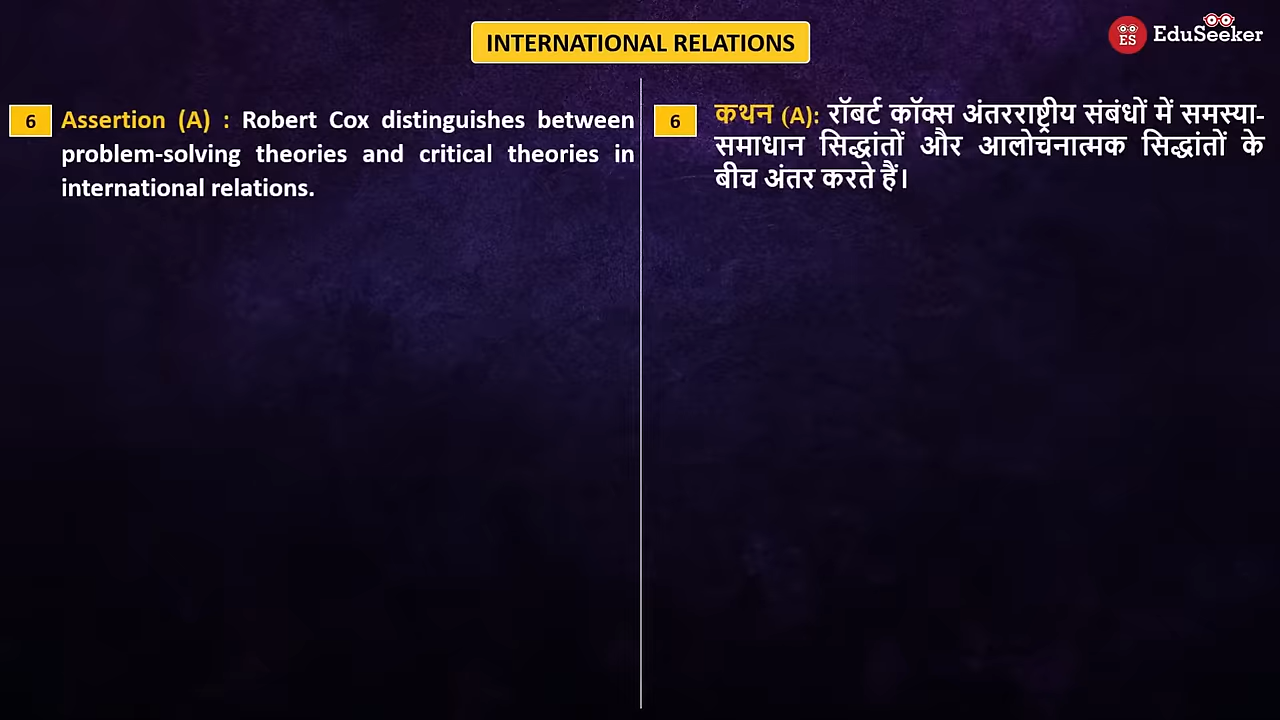 INTERNATIONAL RELATIONS
ES EduSeeker
6 Assertion (A) : Robert Cox distinguishes between
problem-solving theories and critical theories in
international relations.
6 कथन (A): रॉबर्ट कॉक्स अंतरराष्ट्रीय संबंधों में समस्या-
समाधान सिद्धांतों और आलोचनात्मक सिद्धांतों के
बीच अंतर करते हैं।